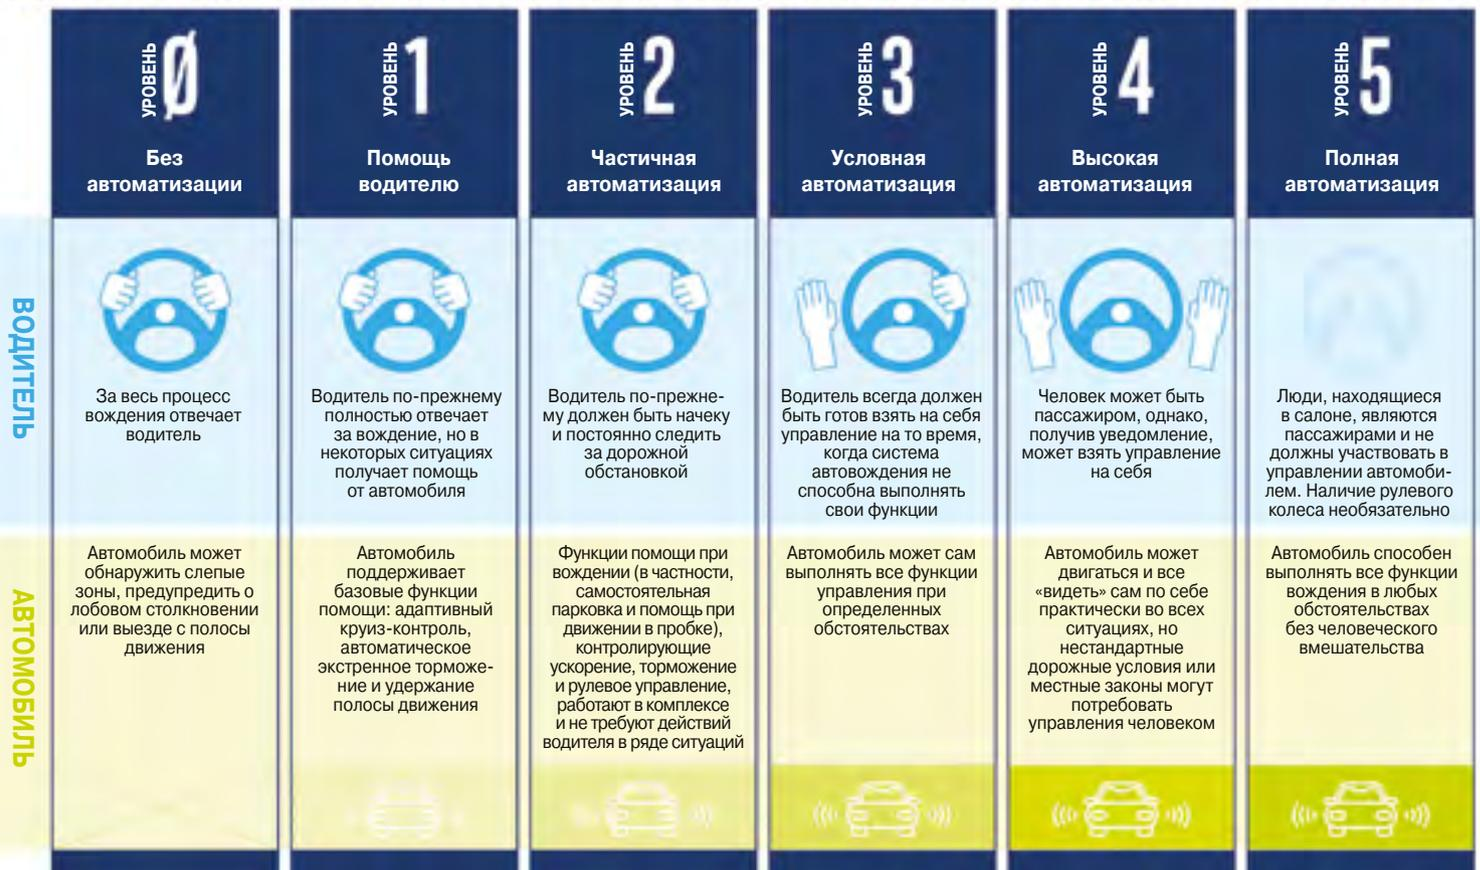 УРОВЕНЬ 0
Без
автоматизации
УРОВЕНЬ 1
Помощь
водителю
УРОВЕНЬ 2
Частичная
автоматизация
УРОВЕНЬ 3
Условная
автоматизация
УРОВЕНЬ 4
Высокая
автоматизация
УРОВЕНЬ 5
Полная
автоматизация
ВОДИТЕЛЬ
За весь процесс
вождения отвечает
водитель
Водитель по-прежнему
полностью отвечает
за вождение, но в
некоторых ситуациях
получает помощь
от автомобиля
Водитель по-прежне-
му должен быть начеку
и постоянно следить
за дорожной
обстановкой
Водитель всегда должен
быть готов взять на себя
управление на то время,
когда система
автовождения не
способна выполнять
свои функции
Человек может быть
пассажиром, однако,
получив уведомление,
может взять управление
на себя
Люди, находящиеся
в салоне, являются
пассажирами и не
должны участвовать в
управлении автомоби-
лем. Наличие рулевого
колеса необязательно
АВТОМОБИЛЬ
Автомобиль может
обнаружить слепые
зоны, предупредить о
лобовом столкновении
или выезде с полосы
движения
Автомобиль
поддерживает
базовые функции
помощи: адаптивный
круиз-контроль,
автоматическое
экстренное торможе-
ние и удержание
полосы движения
Функции помощи при
вождении (в частности,
самостоятельная
парковка и помощь при
движении в пробке),
контролирующие
ускорение, торможение
и рулевое управление,
работают в комплексе
и не требуют действий
водителя в ряде ситуаций
Автомобиль может сам
выполнять все функции
управления при
определенных
обстоятельствах
Автомобиль может
двигаться и все
«видеть» сам по себе
практически во всех
ситуациях, но
нестандартные
дорожные условия или
местные законы могут
потребовать
управления человеком
Автомобиль способен
выполнять все функции
вождения в любых
обстоятельствах
без человеческого
вмешательства